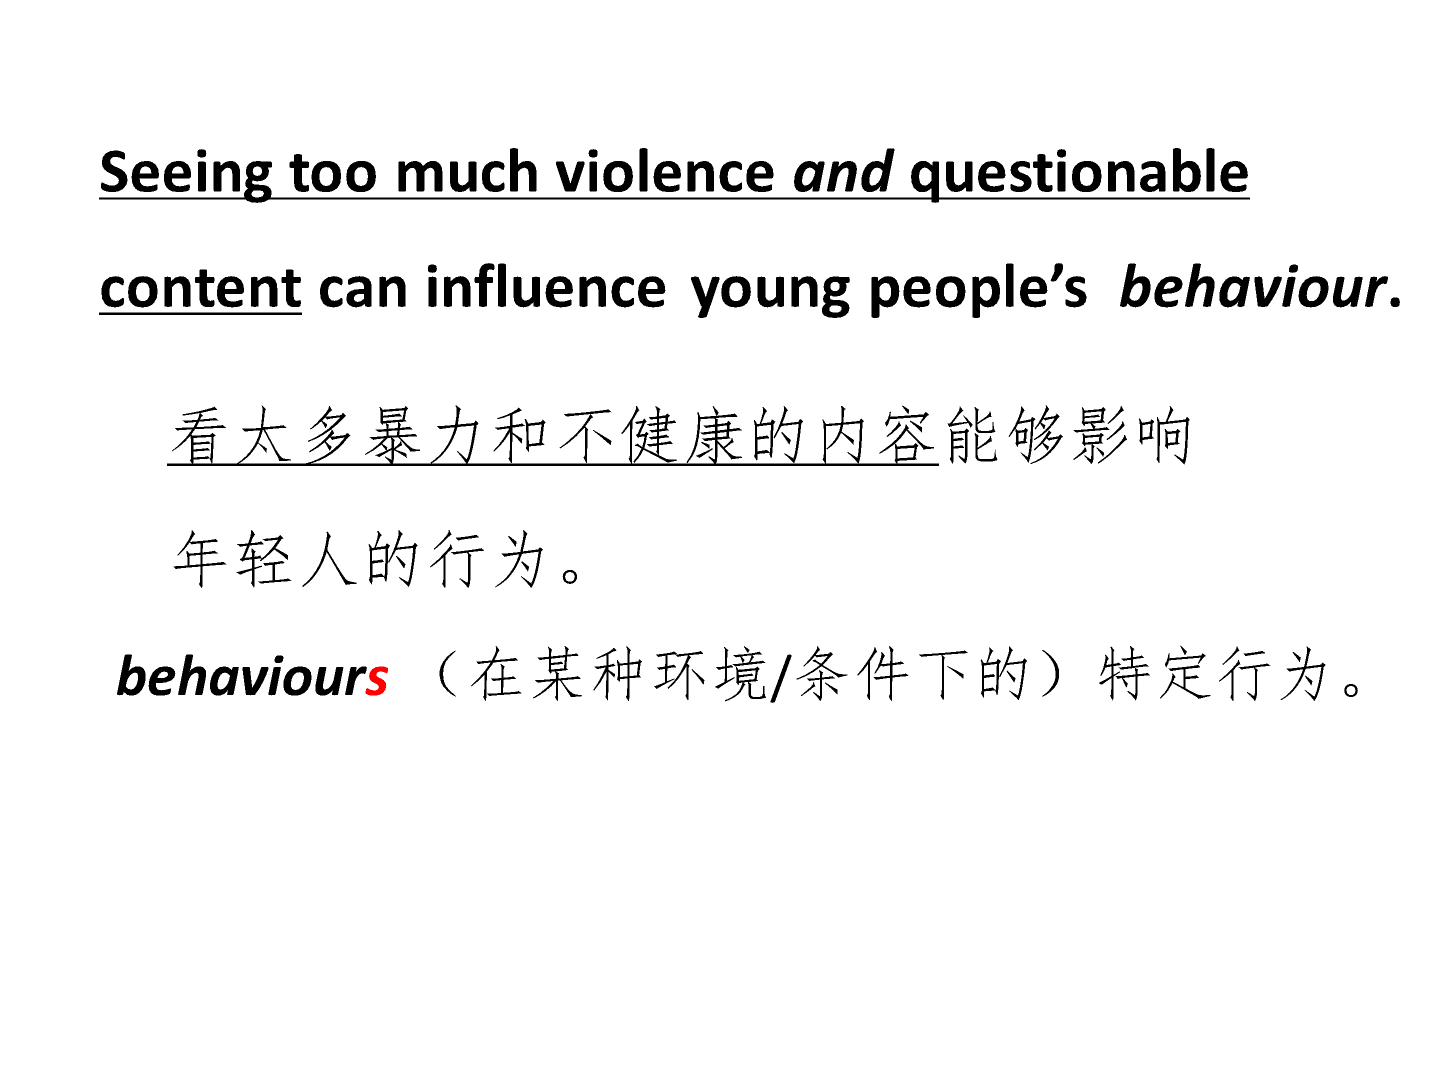 Seeing too much violence and questionable
content can influence young people’s behaviour.
看太多暴力和不健康的内容能够影响
年轻人的行为。
behaviours（在某种环境/条件下的）特定行为。